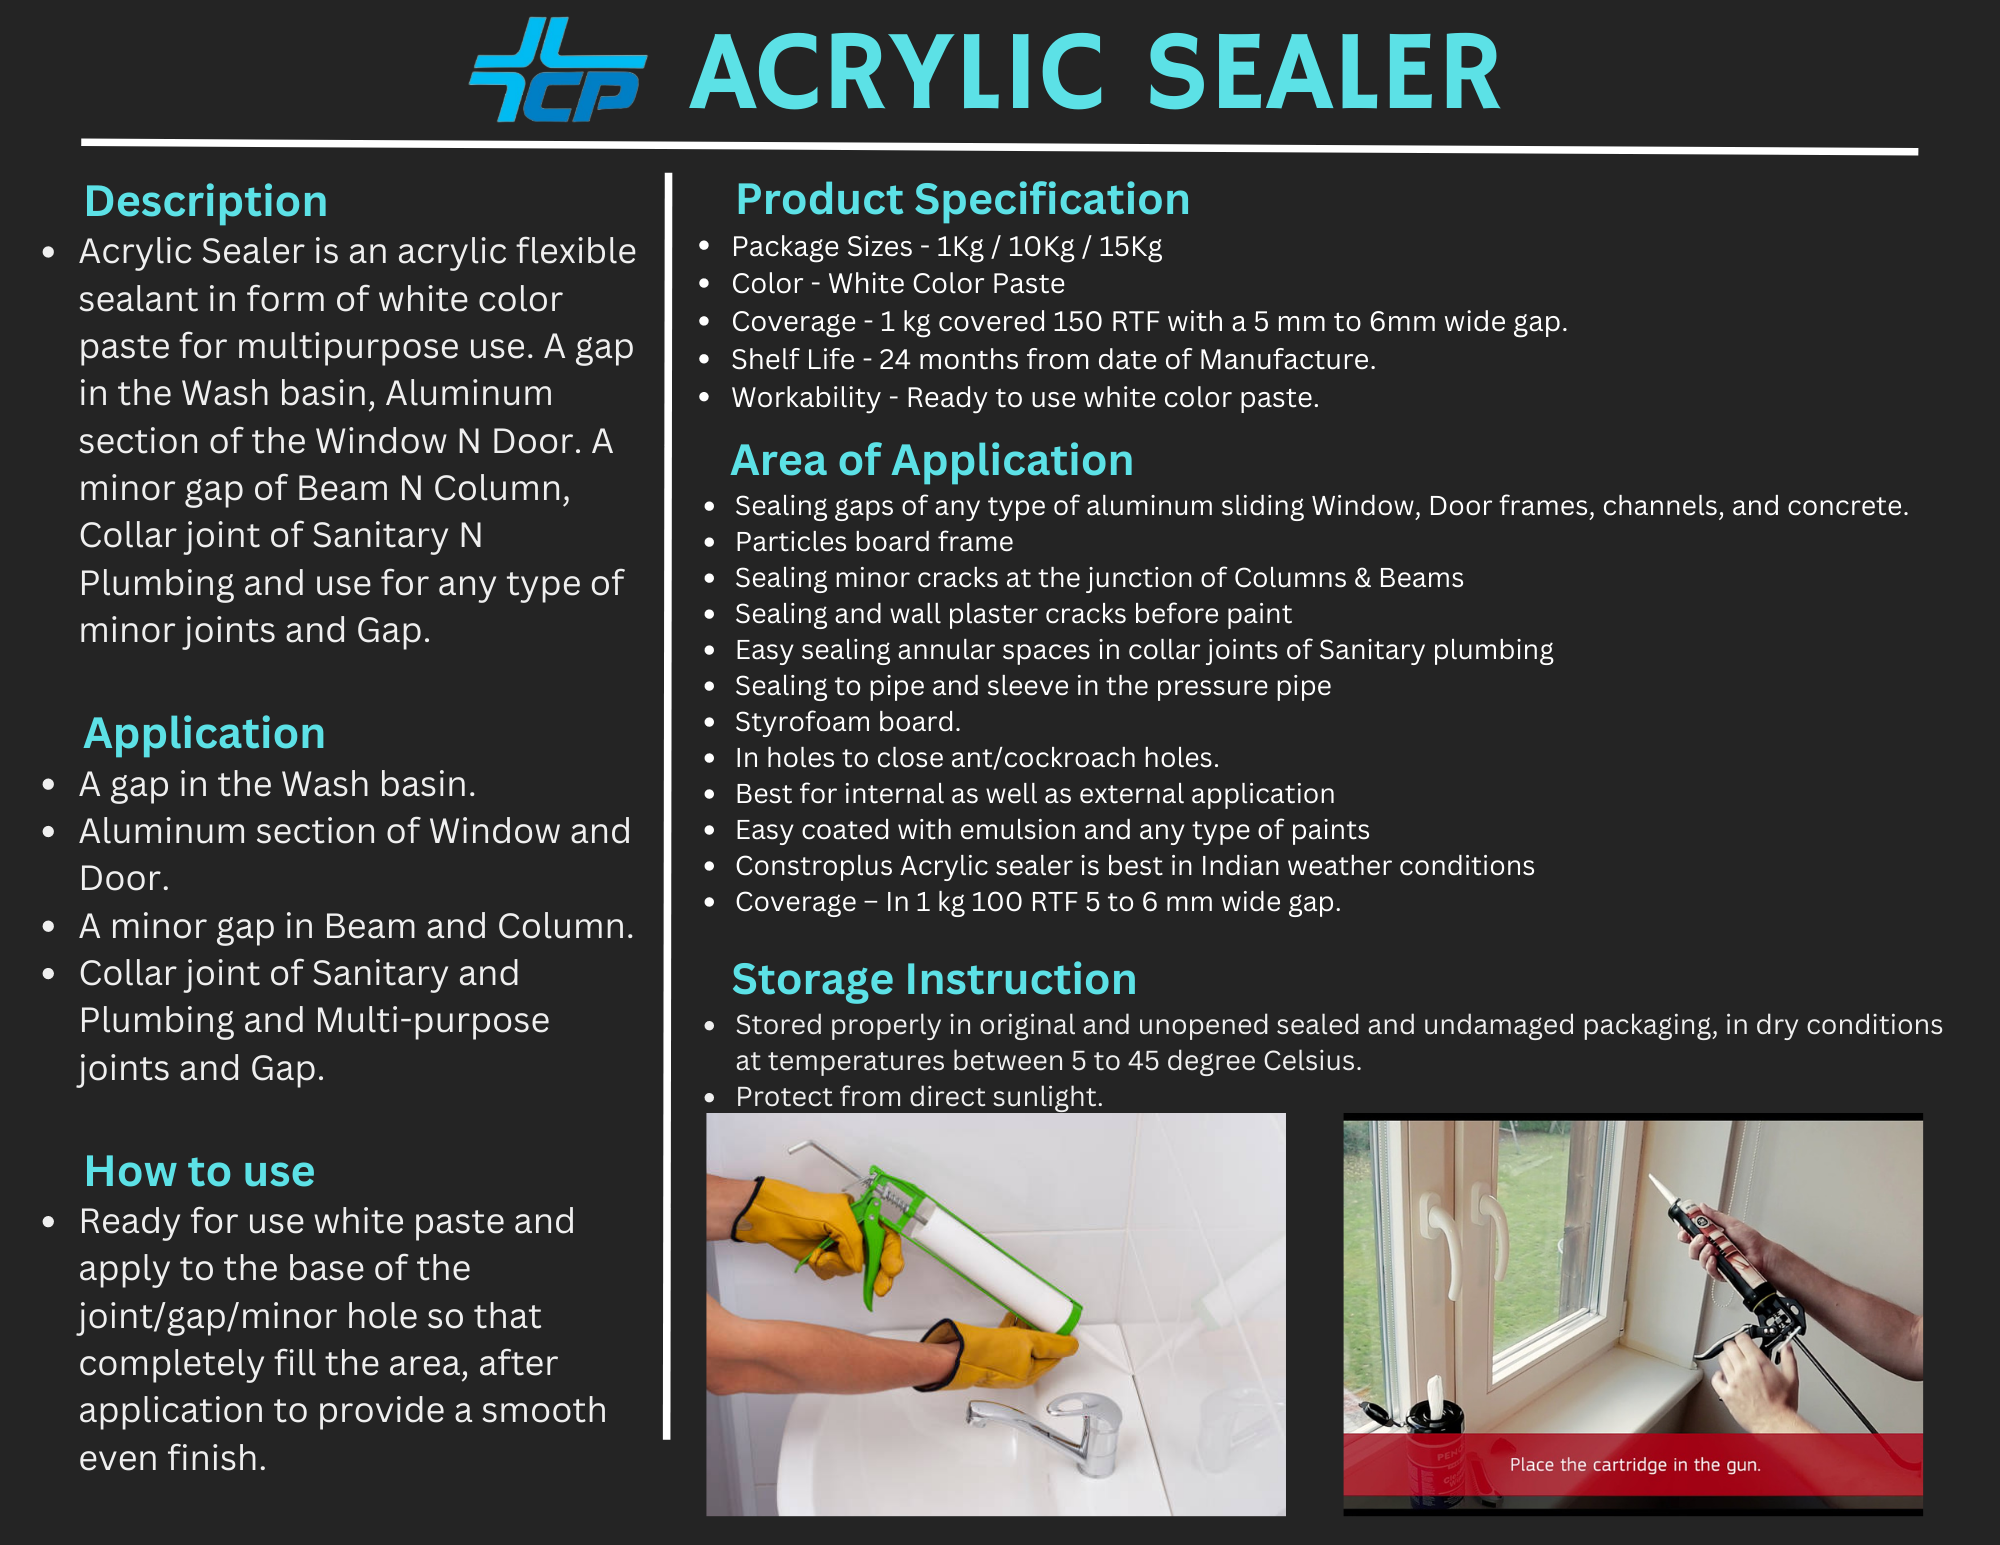 CP ACRYLIC SEALER
Description
• Acrylic Sealer is an acrylic flexible
sealant in form of white color
paste for multipurpose use. A gap
in the Wash basin, Aluminum
section of the Window N Door. A
minor gap of Beam N Column,
Collar joint of Sanitary N
Plumbing and use for any type of
minor joints and Gap.
Application
• A gap in the Wash basin.
• Aluminum section of Window and
Door.
• A minor gap in Beam and Column.
• Collar joint of Sanitary and
Plumbing and Multi-purpose
joints and Gap.
How to use
• Ready for use white paste and
apply to the base of the
joint/gap/minor hole so that
completely fill the area, after
application to provide a smooth
even finish.
Product Specification
• Package Sizes - 1Kg / 10Kg / 15Kg
• Color - White Color Paste
• Coverage - 1 kg covered 150 RTF with a 5 mm to 6mm wide gap.
• Shelf Life - 24 months from date of Manufacture.
• Workability - Ready to use white color paste.
Area of Application
• Sealing gaps of any type of aluminum sliding Window, Door frames, channels, and concrete.
• Particles board frame
• Sealing minor cracks at the junction of Columns & Beams
• Sealing and wall plaster cracks before paint
• Easy sealing annular spaces in collar joints of Sanitary plumbing
• Sealing to pipe and sleeve in the pressure pipe
• Styrofoam board.
• In holes to close ant/cockroach holes.
• Best for internal as well as external application
• Easy coated with emulsion and any type of paints
• Constroplus Acrylic sealer is best in Indian weather conditions
• Coverage – In 1 kg 100 RTF 5 to 6 mm wide gap.
Storage Instruction
• Stored properly in original and unopened sealed and undamaged packaging, in dry conditions
at temperatures between 5 to 45 degree Celsius.
• Protect from direct sunlight.
Place the cartridge in the gun.